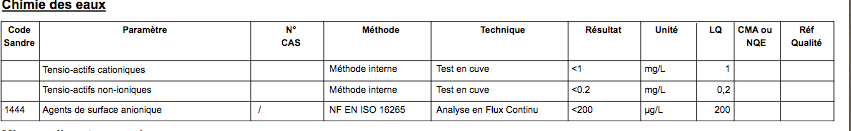 Chimie des eaux
Code Sandre Paramètre N° CAS Méthode Technique Résultat Unité LQ CMA ou NQE Réf Qualité
Tensio-actifs cationiques Méthode interne Test en cuve <1 mg/L 1
Tensio-actifs non-ioniques Méthode interne Test en cuve <0.2 mg/L 0,2
1444 Agents de surface anionique / NF EN ISO 16265 Analyse en Flux Continu <200 µg/L 200